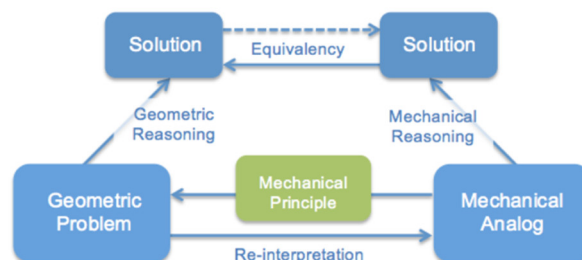 Solution
Equivalency
Solution
Geometric
Reasoning
Mechanical
Reasoning
Geometric
Problem
Mechanical
Principle
Mechanical
Analog
Re-interpretation